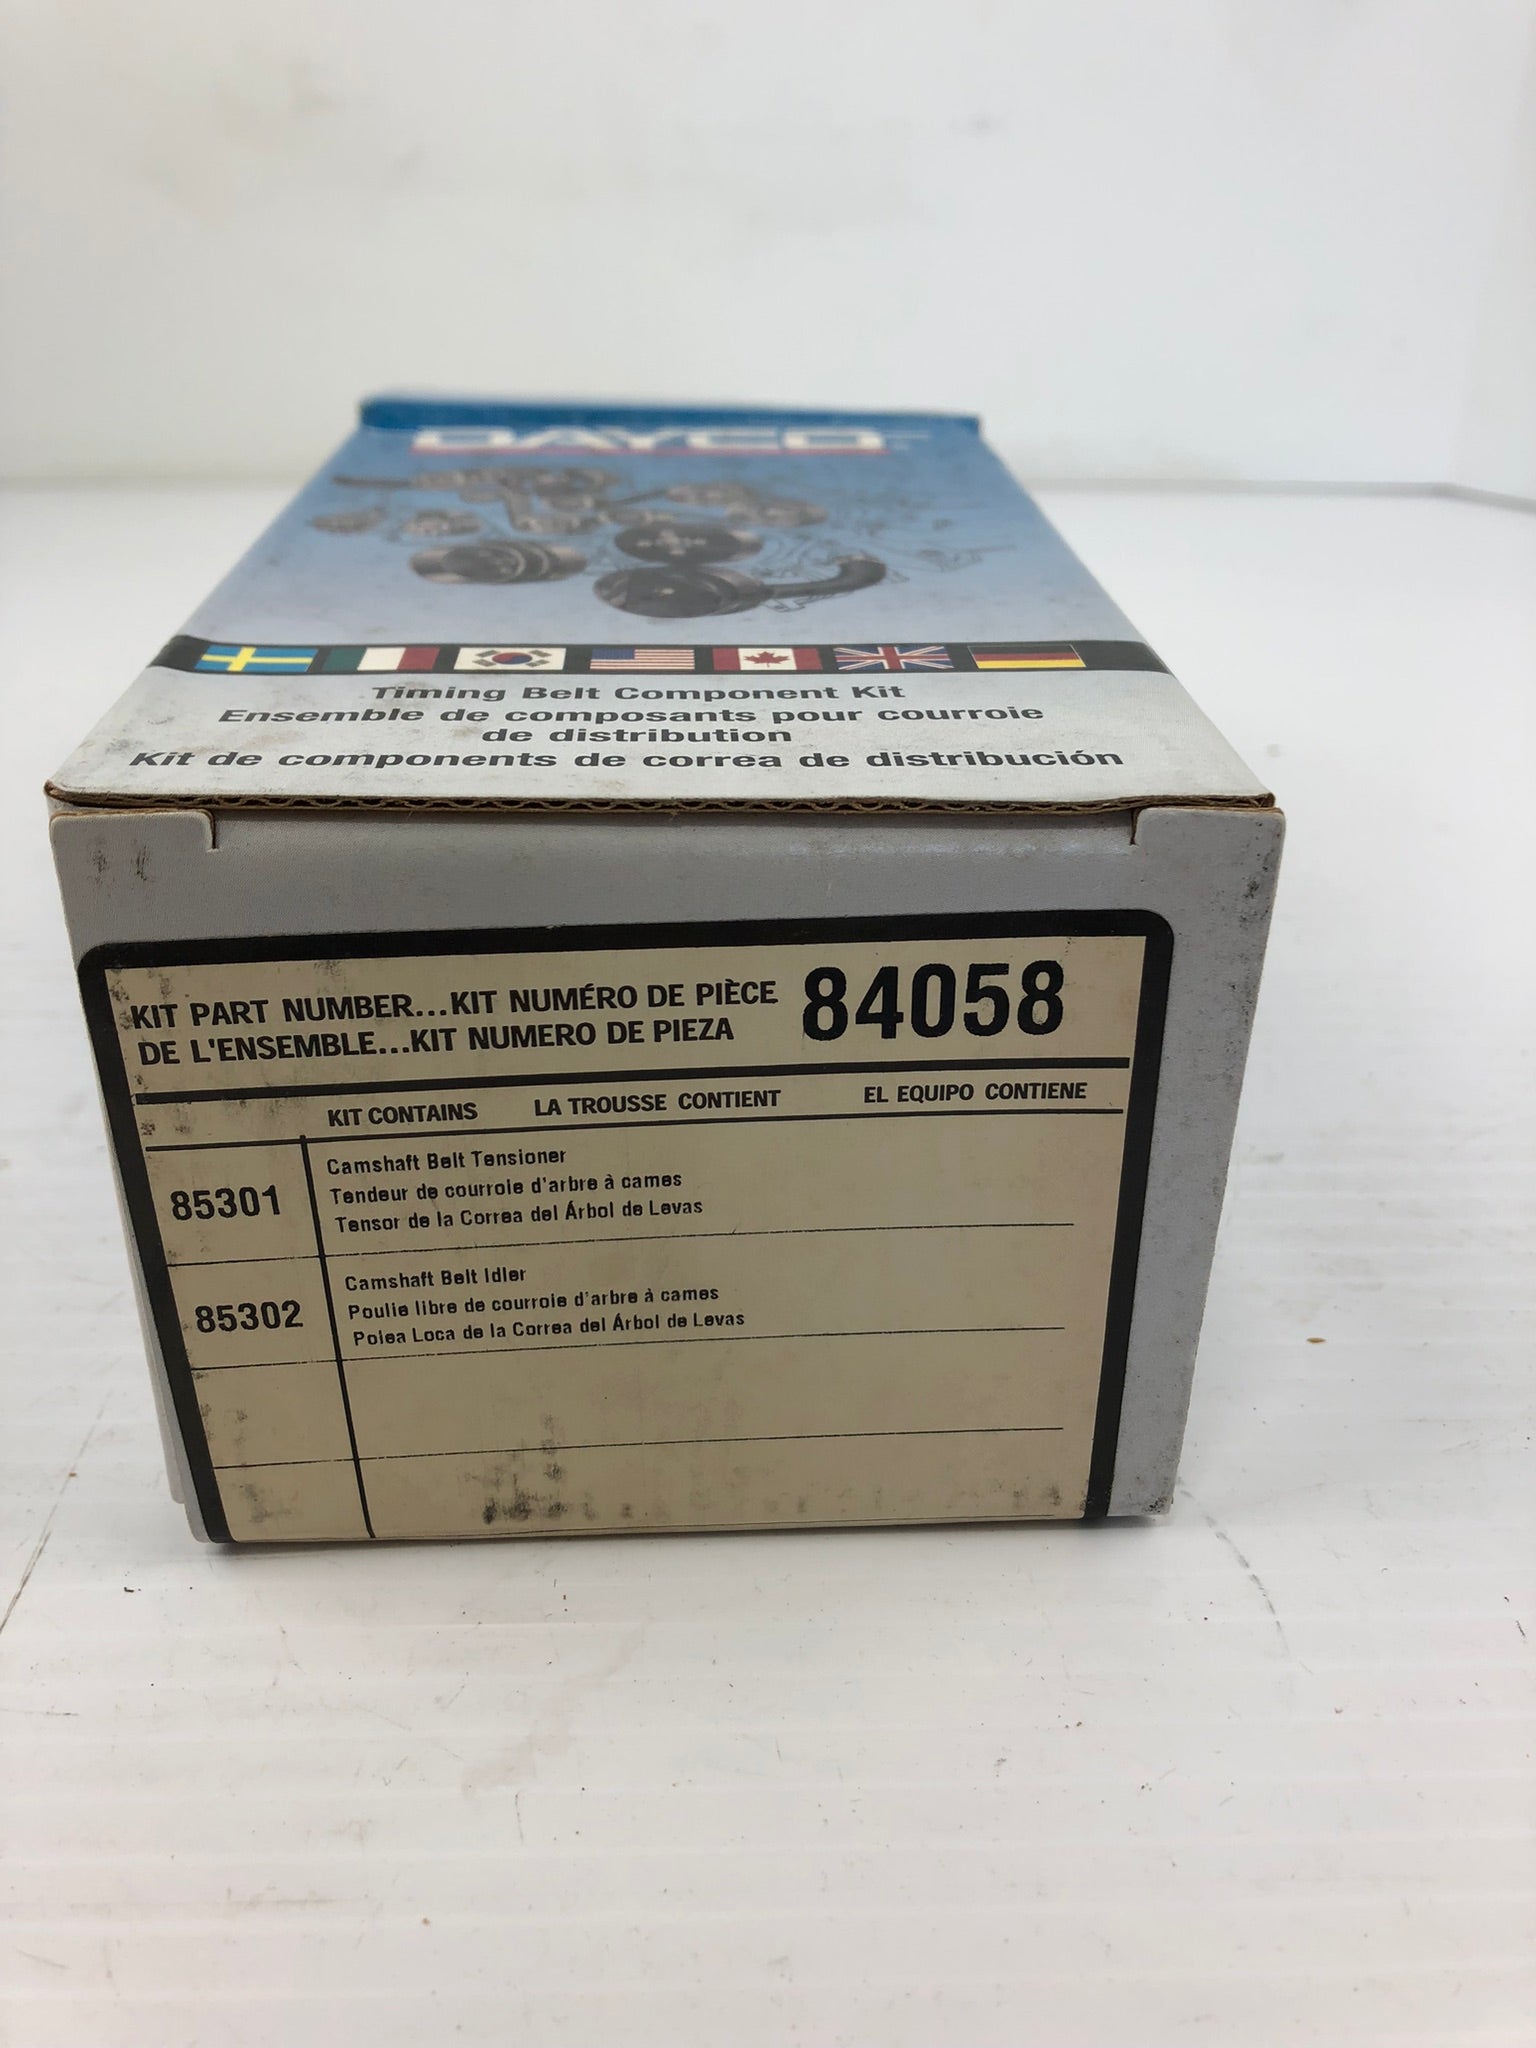 DAYCO
Timing Belt Component Kit
Ensemble de composants pour courroie
de distribution
Kit de components de correa de distribución
KIT PART NUMBER...KIT NUMÉRO DE PIÈCE
DE L'ENSEMBLE...KIT NUMERO DE PIEZA
84058
KIT CONTAINS LA TROUSSE CONTIENT EL EQUIPO CONTIENE
85301
Camshaft Belt Tensioner
Tendeur de courroie d'arbre à cames
Tensor de la Correa del Árbol de Levas
85302
Camshaft Belt Idler
Poulie libre de courroie d'arbre à cames
Polea Loca de la Correa del Árbol de Levas